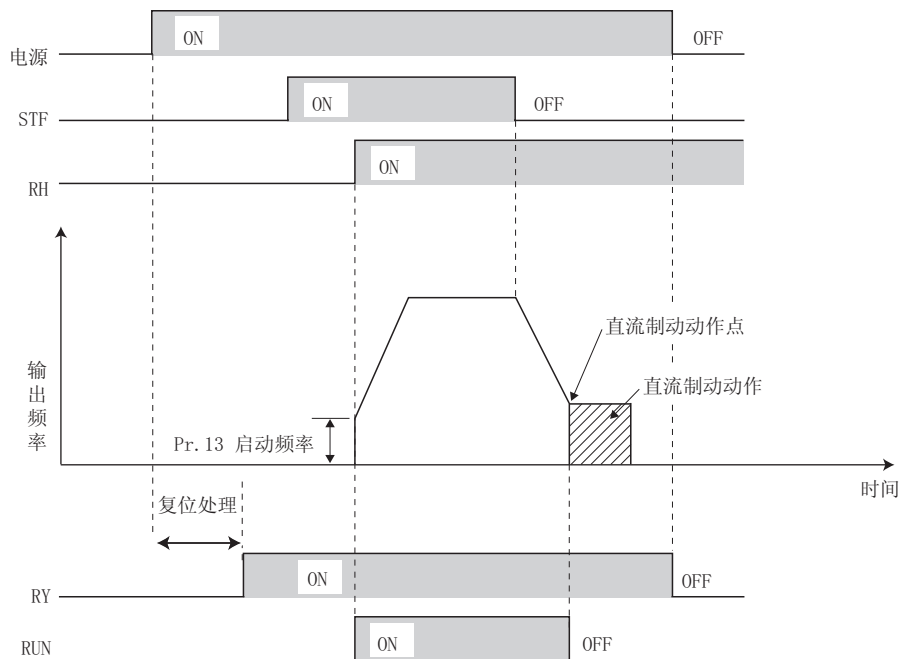 ON
OFF
电源
ON
OFF
STF
ON
RH
直流制动动作点
直流制动动作
输出频率
Pr.13 启动频率
时间
复位处理
ON
OFF
RY
ON
OFF
RUN